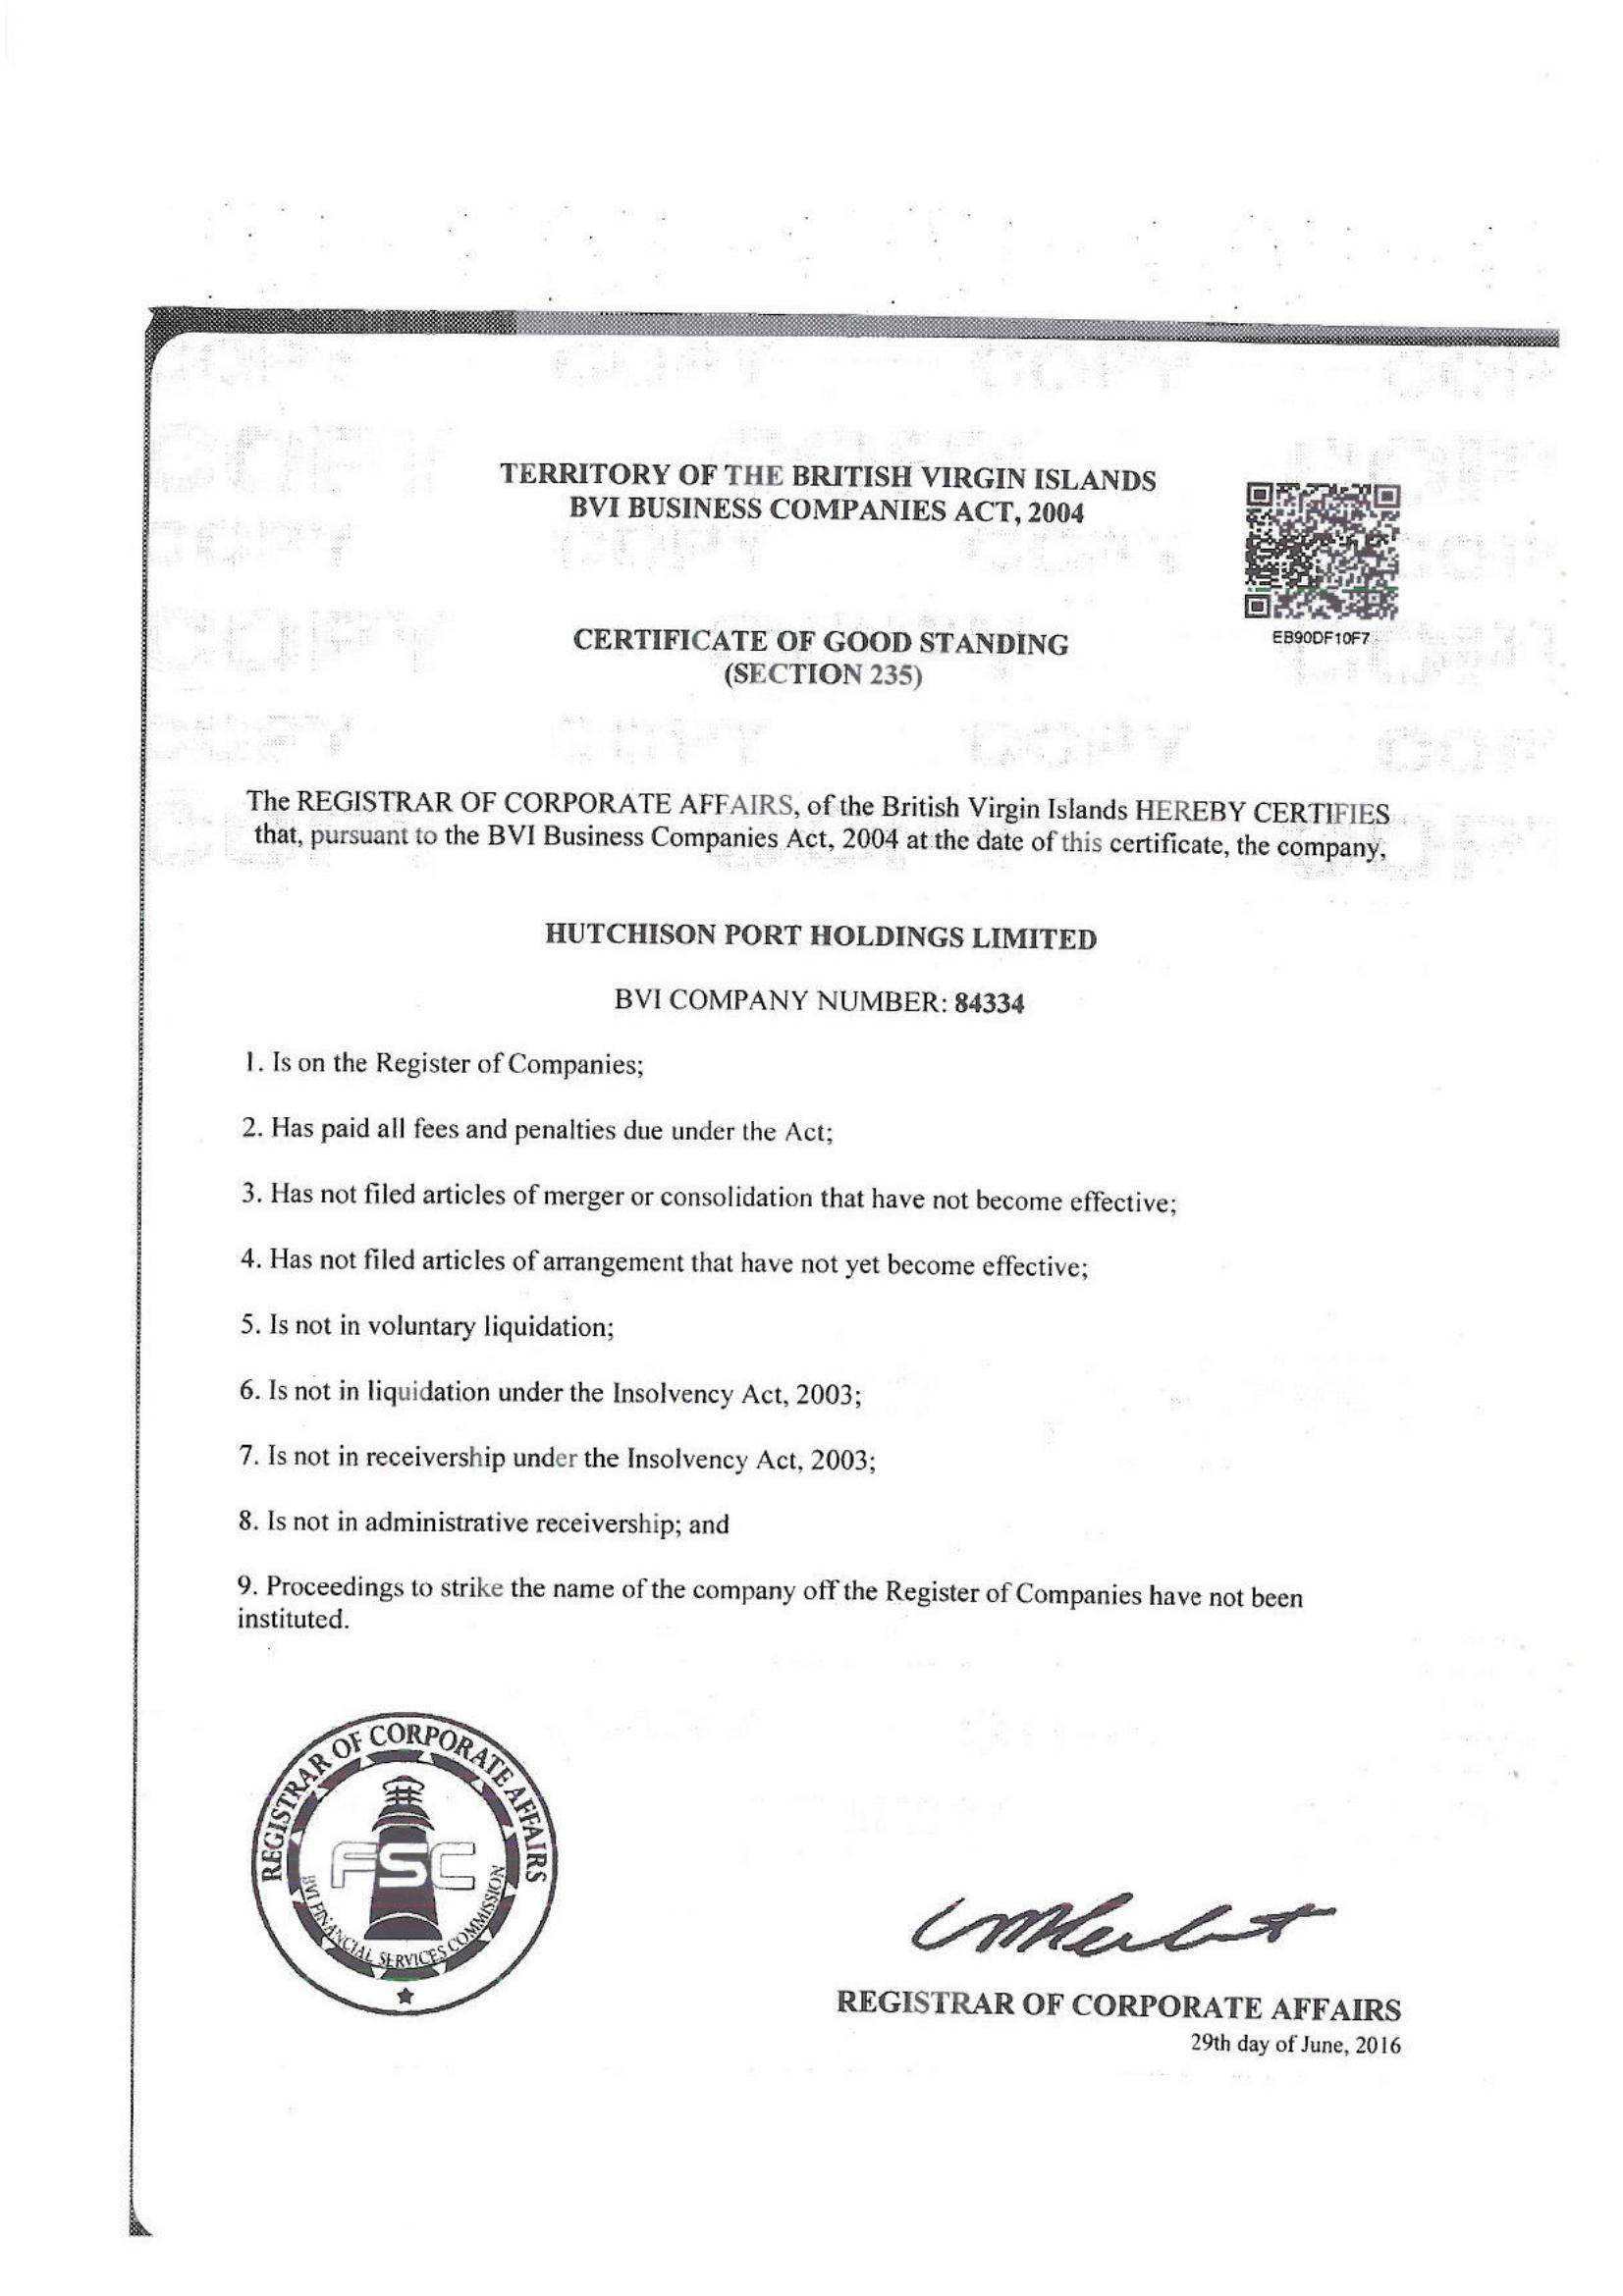 TERRITORY OF THE BRITISH VIRGIN ISLANDS
BVI BUSINESS COMPANIES ACT, 2004
EB90DF10F7
CERTIFICATE OF GOOD STANDING
(SECTION 235)
The REGISTRAR OF CORPORATE AFFAIRS, of the British Virgin Islands HEREBY CERTIFIES
that, pursuant to the BVI Business Companies Act, 2004 at the date of this certificate, the company,
HUTCHISON PORT HOLDINGS LIMITED
BVI COMPANY NUMBER: 84334
1. Is on the Register of Companies;
2. Has paid all fees and penalties due under the Act;
3. Has not filed articles of merger or consolidation that have not become effective;
4. Has not filed articles of arrangement that have not yet become effective;
5. Is not in voluntary liquidation;
6. Is not in liquidation under the Insolvency Act, 2003;
7. Is not in receivership under the Insolvency Act, 2003;
8. Is not in administrative receivership; and
9. Proceedings to strike the name of the company off the Register of Companies have not been
instituted.
REGISTRAR OF CORPORATE AFFAIRS
FSC
BVI FINANCIAL SERVICES COMMISSION
REGISTRAR OF CORPORATE AFFAIRS
29th day of June, 2016